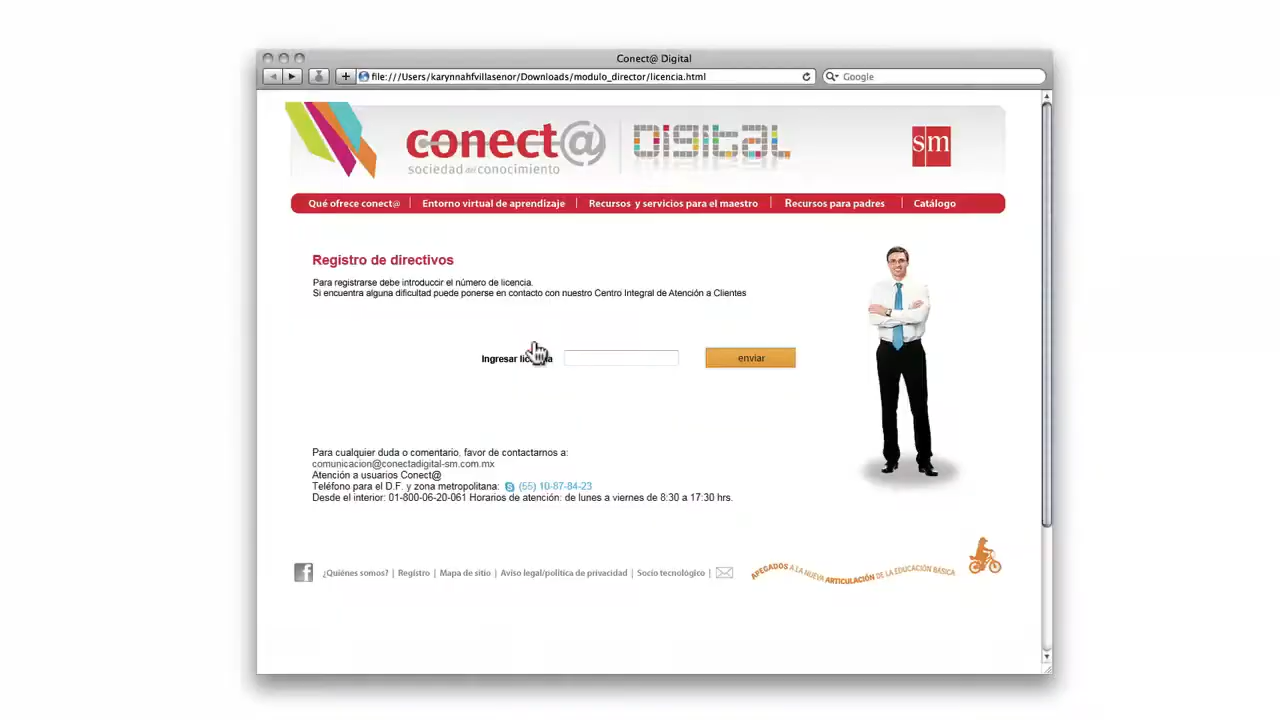 Conect@ Digital
file:///Users/karynnahfvillasenor/Downloads/modulo_director/licencia.html
Google
conect@
sociedad del conocimiento
DIGITAL
s|m
Qué ofrece conect@ | Entorno virtual de aprendizaje | Recursos y servicios para el maestro | Recursos para padres | Catálogo
Registro de directivos
Para registrarse debe introduccir el número de licencia.
Si encuentra alguna dificultad puede ponerse en contacto con nuestro Centro Integral de Atención a Clientes
Ingresar
enviar
Para cualquier duda o comentario, favor de contactarnos a:
comunicacion@conectadigital-sm.com.mx
Atención a usuarios Conect@
Teléfono para el D.F. y zona metropolitana: (55) 10-87-84-23
Desde el interior: 01-800-06-20-061 Horarios de atención: de lunes a viernes de 8:30 a 17:30 hrs.
f
¿Quiénes somos? | Registro | Mapa de sitio | Aviso legal/política de privacidad | Socio tecnológico |
APEGADOS A LA NUEVA ARTICULACIÓN DE LA EDUCACIÓN BÁSICA